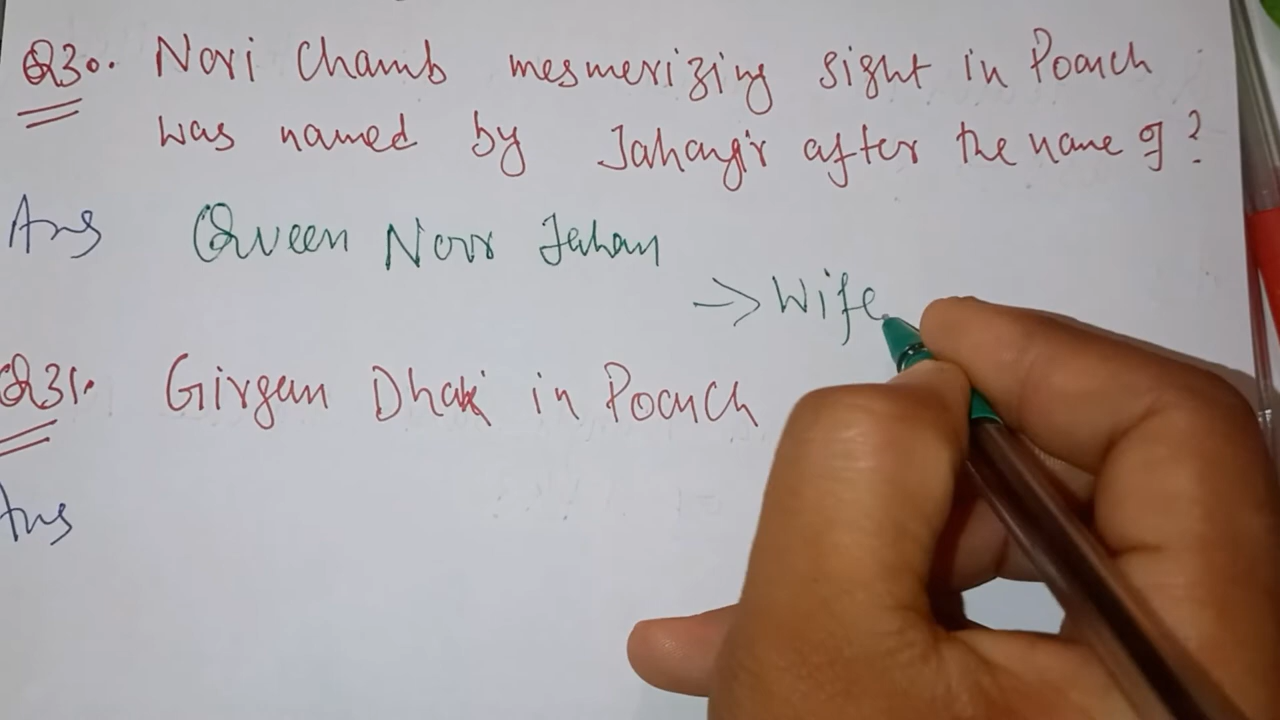 Q30. Nori Chamb mesmerizing sight in Poonch
was named by Jahangir after the name of ?
Ans Queen Noor Jahan
→ Wife
Q31. Girgan Dhok in Poonch
Ans